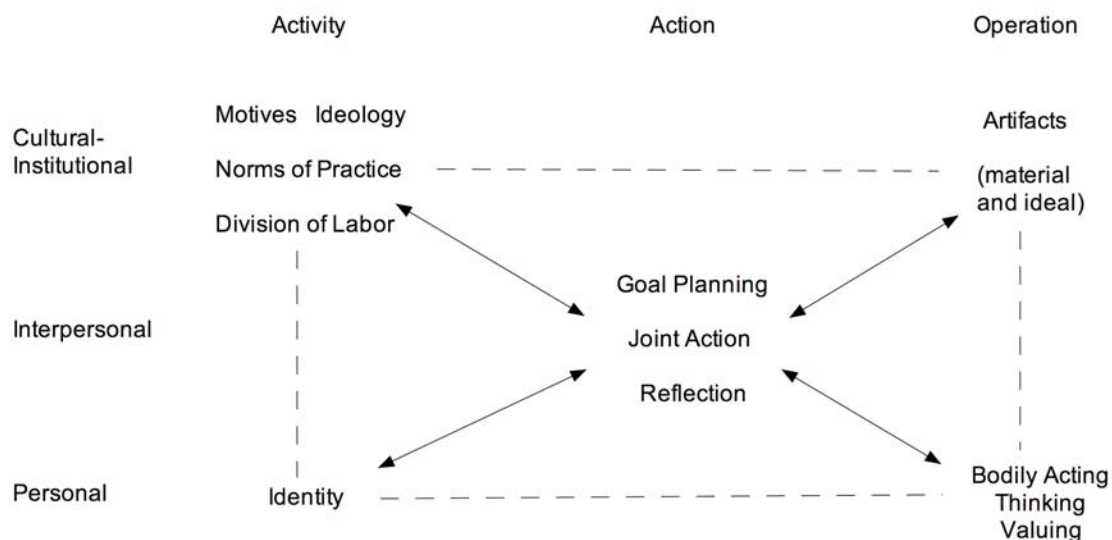 Activity Action Operation
Motives Ideology
Artifacts
Cultural-
Institutional
Norms of Practice
(material
and ideal)
Division of Labor
Goal Planning
Interpersonal
Joint Action
Reflection
Personal
Identity
Bodily Acting
Thinking
Valuing